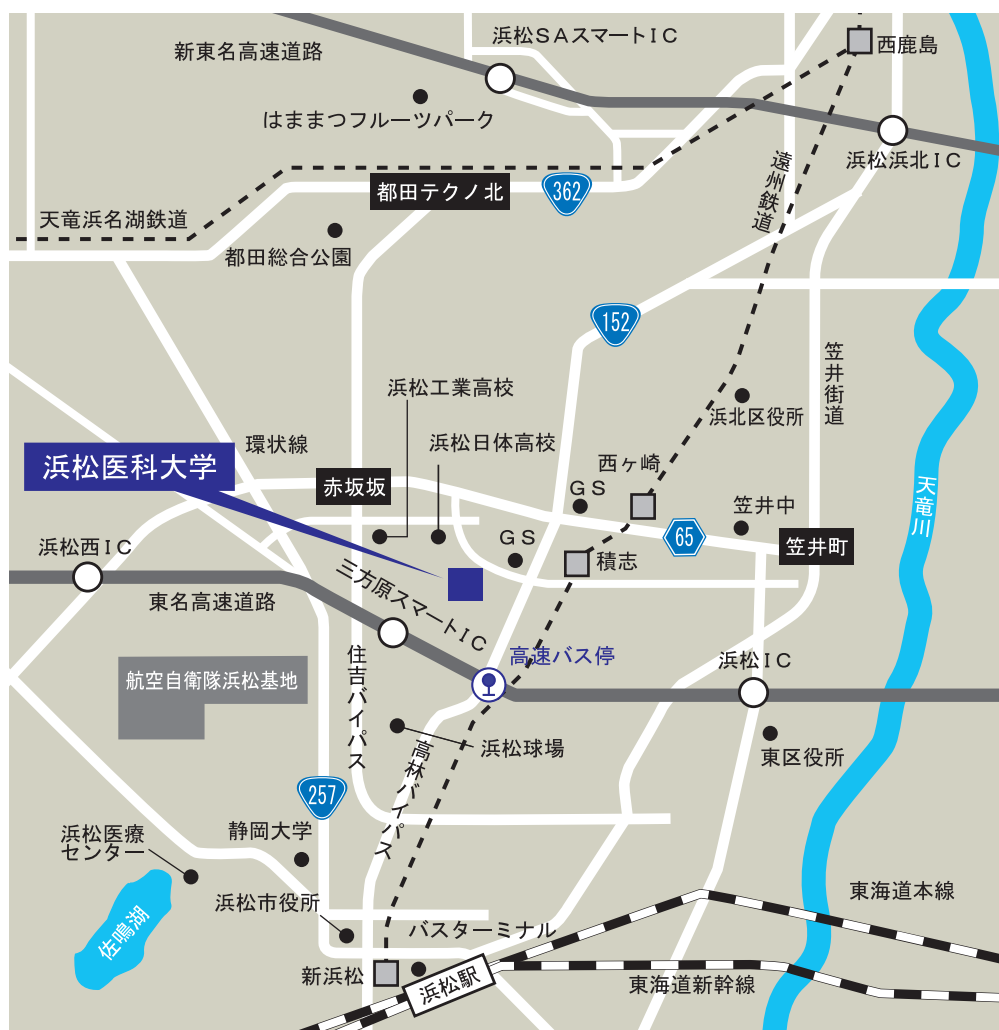 浜松SAスマートIC
西鹿島
新東名高速道路
はままつフルーツパーク
浜松浜北IC
遠州鉄道
都田テクノ北
362
天竜浜名湖鉄道
都田総合公園
152
笠井街道
浜松工業高校
浜北区役所
浜松日体高校
環状線
浜松医科大学
西ヶ崎
赤坂坂
GS
天竜川
笠井中
浜松西IC
GS
65
笠井町
積志
三方原スマートIC
東名高速道路
住吉バイパス
高速バス停
浜松IC
航空自衛隊浜松基地
高林バイパス
浜松球場
東区役所
257
静岡大学
浜松医療
センター
浜松市役所
佐鳴湖
バスターミナル
東海道本線
新浜松
浜松駅
東海道新幹線